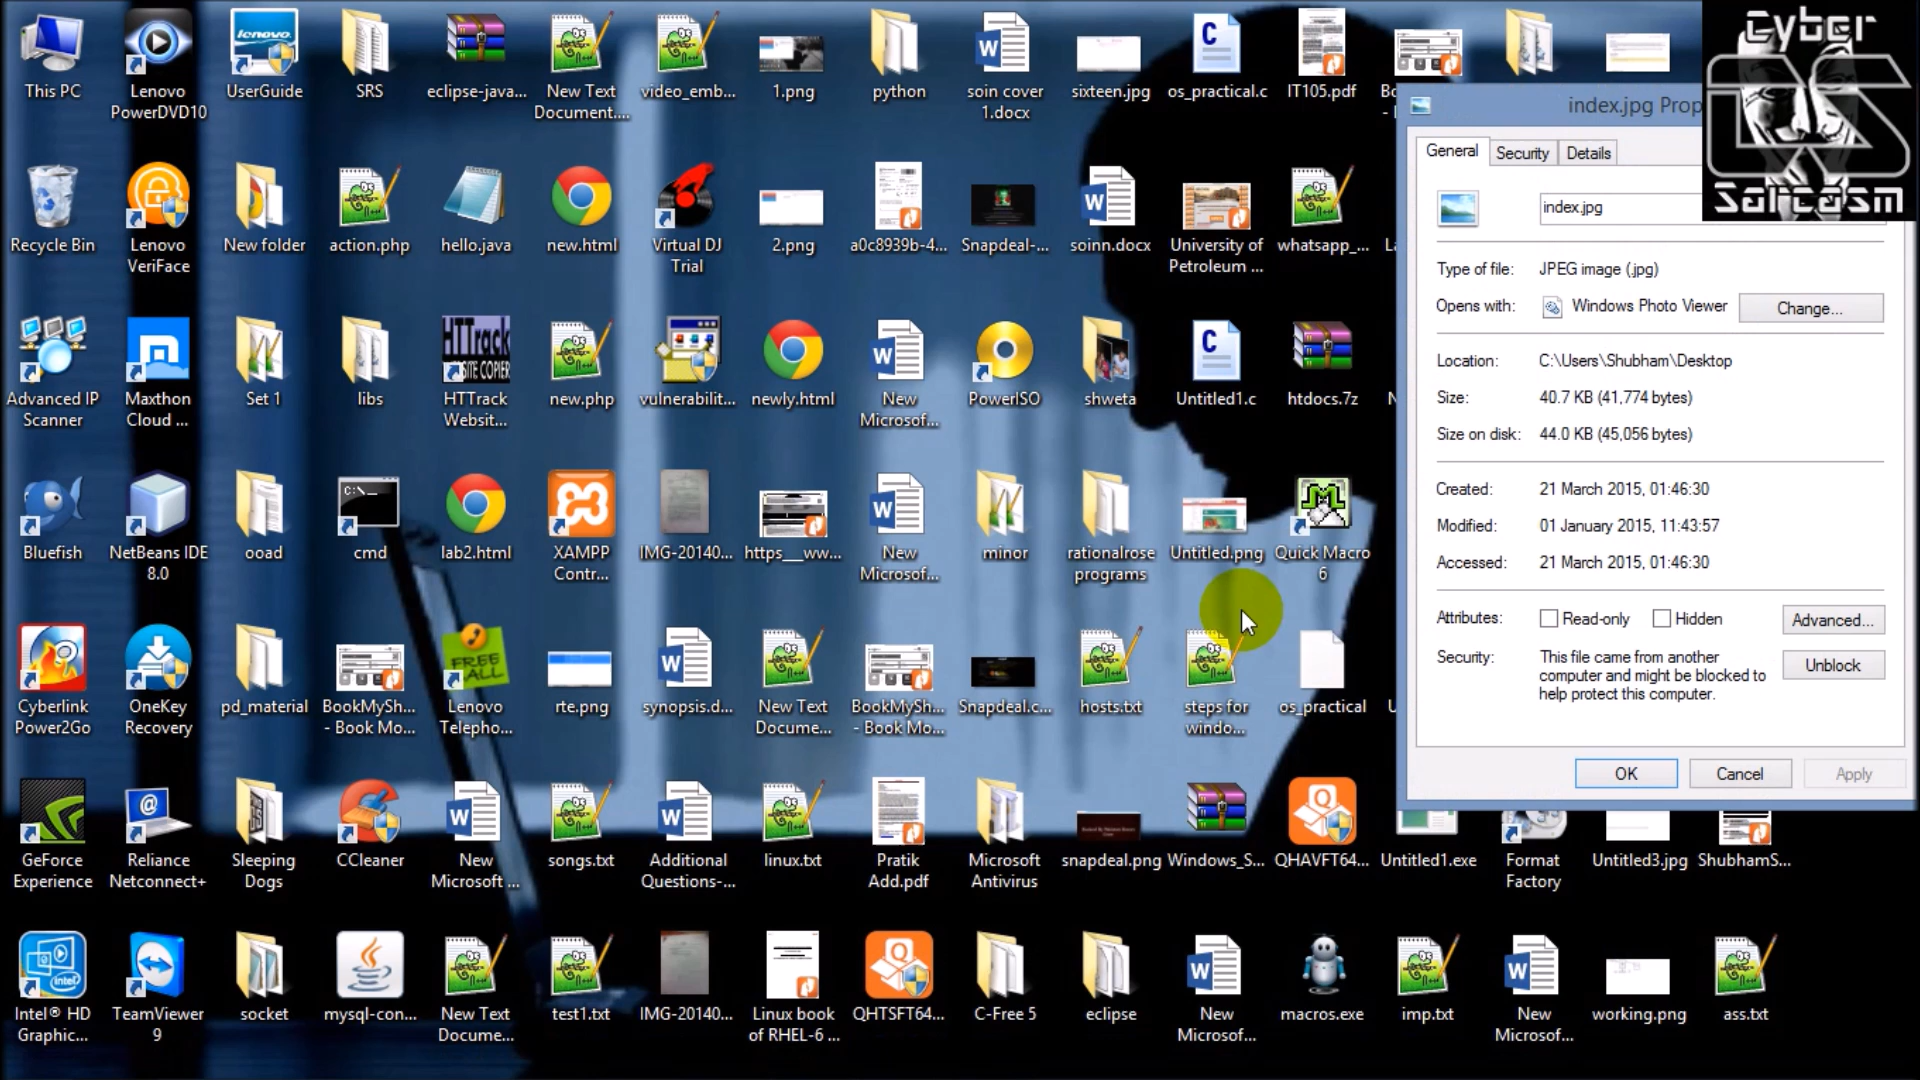 This PC
Lenovo PowerDVD10
UserGuide
SRS
eclipse-java...
New Text Document....
video_emb...
1.png
python
soin cover 1.docx
sixteen.jpg
os_practical.c
IT105.pdf
Recycle Bin
Lenovo VeriFace
New folder
action.php
hello.java
new.html
Virtual DJ Trial
2.png
a0c8939b-4...
Snapdeal-...
soinn.docx
University of Petroleum ...
whatsapp_...
Advanced IP Scanner
Maxthon Cloud ...
Set 1
libs
HTTrack Websit...
new.php
vulnerabilit...
newly.html
New Microsof...
PowerISO
shweta
Untitled1.c
htdocs.7z
Bluefish
NetBeans IDE 8.0
ooad
cmd
lab2.html
XAMPP Contr...
IMG-20140...
https__ww...
New Microsof...
minor
rationalrose programs
Untitled.png
Quick Macro 6
Cyberlink Power2Go
OneKey Recovery
pd_material
BookMySh... - Book Mo...
Lenovo Telepho...
rte.png
synopsis.d...
New Text Docume...
BookMySh... - Book Mo...
Snapdeal.c...
hosts.txt
steps for windo...
os_practical
GeForce Experience
Reliance Netconnect+
Sleeping Dogs
CCleaner
New Microsoft ...
songs.txt
Additional Questions-...
linux.txt
Pratik Add.pdf
Microsoft Antivirus
snapdeal.png
Windows_S...
QHAVFT64...
Untitled1.exe
Format Factory
Untitled3.jpg
ShubhamS...
Intel® HD Graphic...
TeamViewer 9
socket
mysql-con...
New Text Docume...
test1.txt
IMG-20140...
Linux book of RHEL-6 ...
QHTSFT64...
C-Free 5
eclipse
New Microsof...
macros.exe
imp.txt
New Microsof...
working.png
ass.txt
index.jpg Prop
General
Security
Details
index.jpg
Type of file: JPEG image (.jpg)
Opens with: Windows Photo Viewer
Change...
Location: C:\Users\Shubham\Desktop
Size: 40.7 KB (41,774 bytes)
Size on disk: 44.0 KB (45,056 bytes)
Created: 21 March 2015, 01:46:30
Modified: 01 January 2015, 11:43:57
Accessed: 21 March 2015, 01:46:30
Attributes: Read-only Hidden
Advanced...
Security: This file came from another
computer and might be blocked to
help protect this computer.
Unblock
OK
Cancel
Apply
Cyber
Sarcasm
lenovo
HTTrack
SITE COPIER
FREE
CALL
C:\_